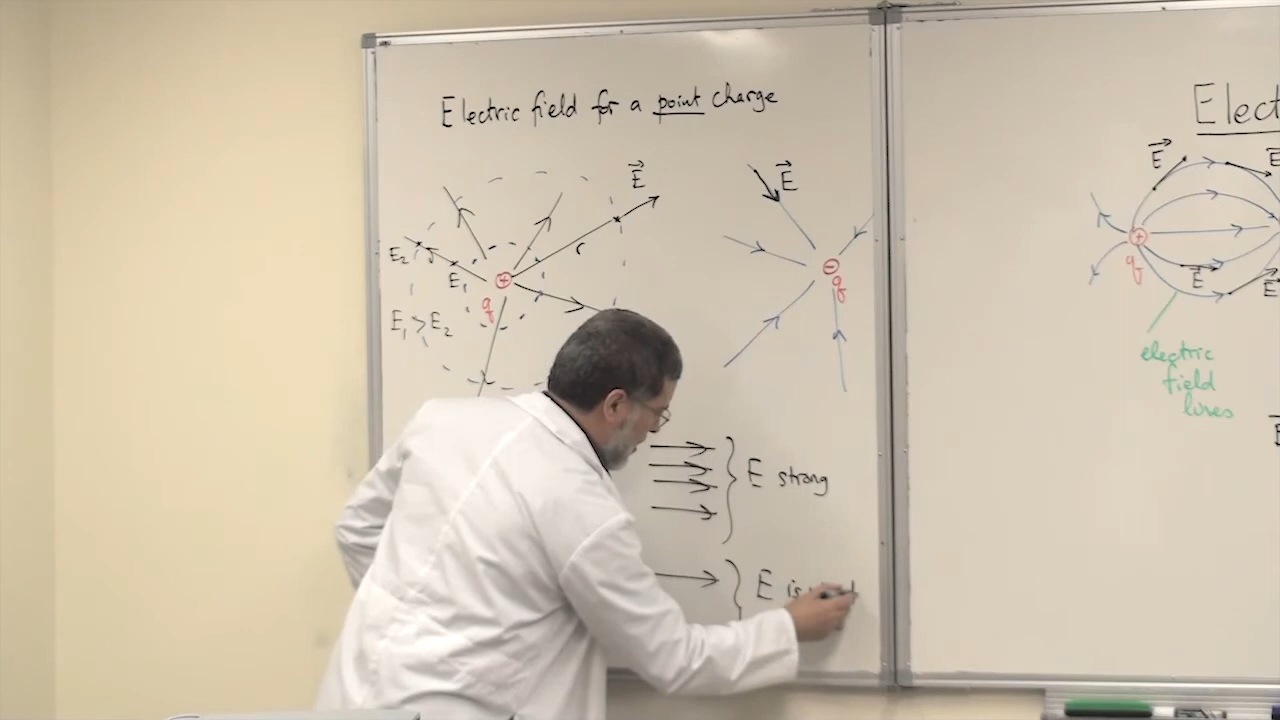 Electric field for a point charge
E
E
E₂
E₁
r
+
q
−
q
E₁ > E₂
E strong
E is
Elect
E
E
+
q
E
E
electric
field
lines
E